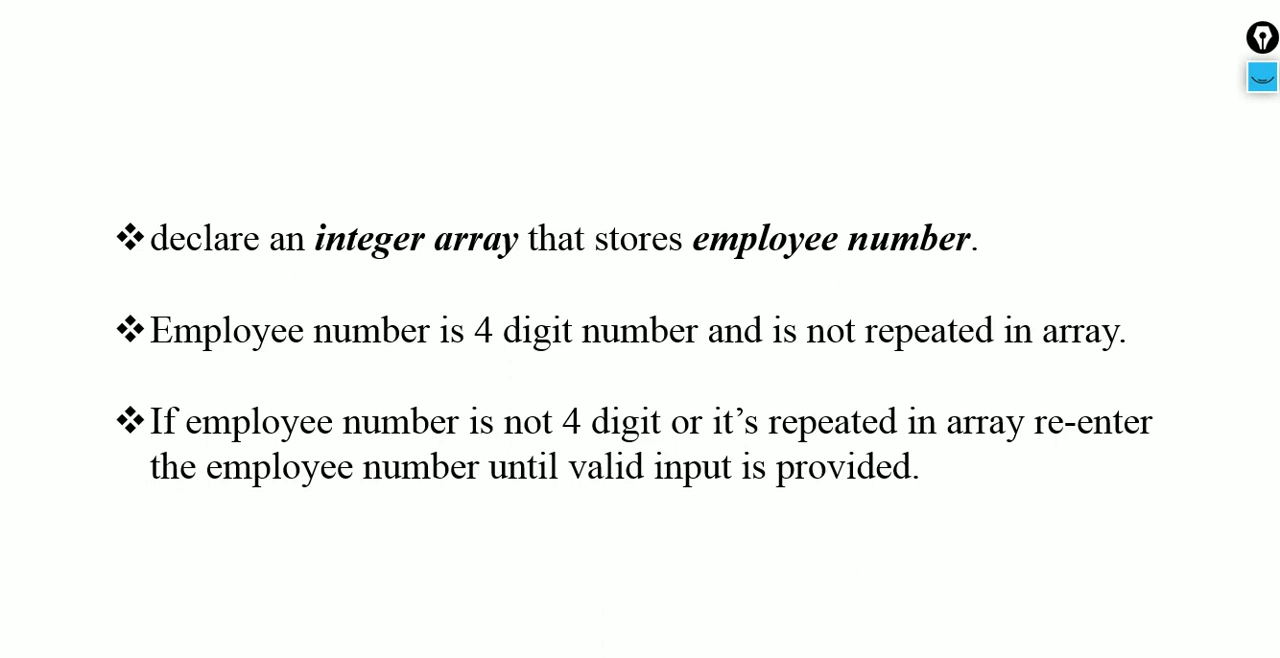 ❖declare an integer array that stores employee number.
❖Employee number is 4 digit number and is not repeated in array.
❖If employee number is not 4 digit or it’s repeated in array re-enter
the employee number until valid input is provided.